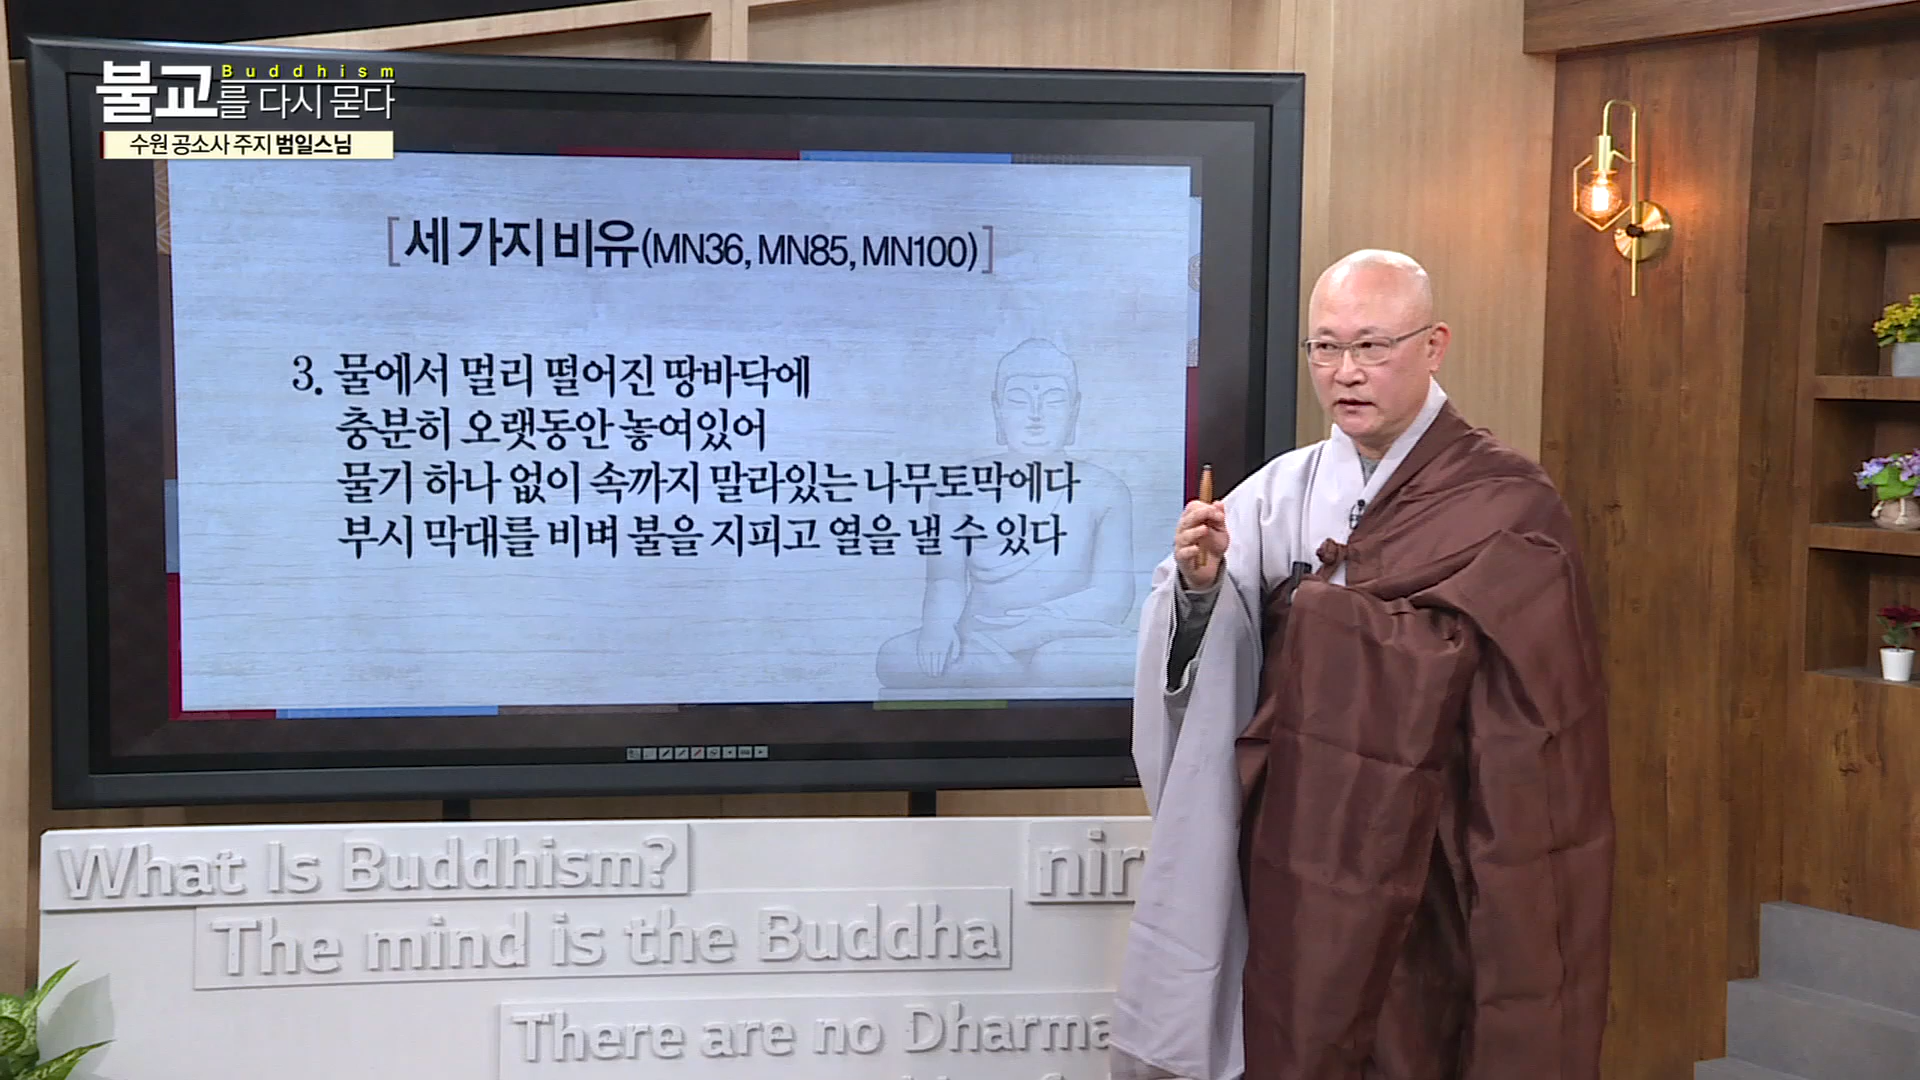 Buddhism
불교를 다시 묻다
수원 공소사 주지 범일스님
[세 가지 비유(MN36, MN85, MN100)]
3. 물에서 멀리 떨어진 땅바닥에
충분히 오랫동안 놓여있어
물기 하나 없이 속까지 말라있는 나무토막에다
부시 막대를 비벼 불을 지피고 열을 낼 수 있다
What Is Buddhism?
nir
The mind is the Buddha
There are no Dharma